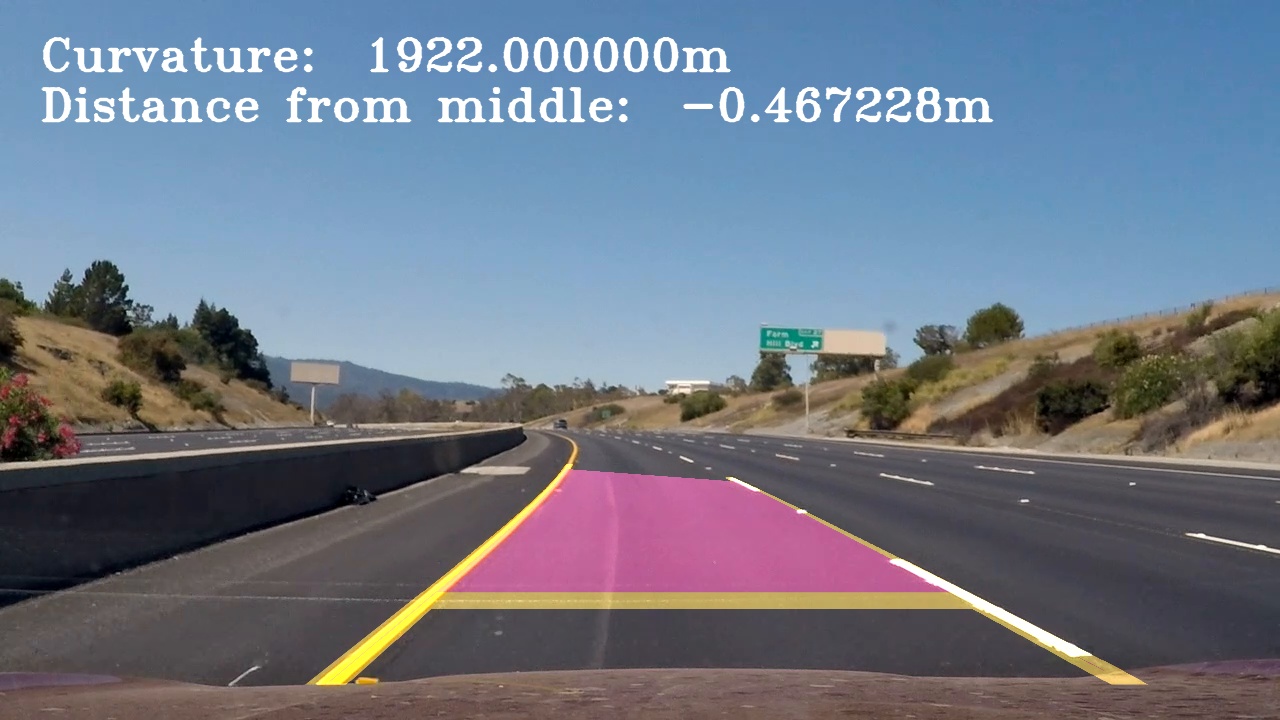 Curvature: 1922.000000m
Distance from middle: -0.467228m
Farm
Hill Blvd